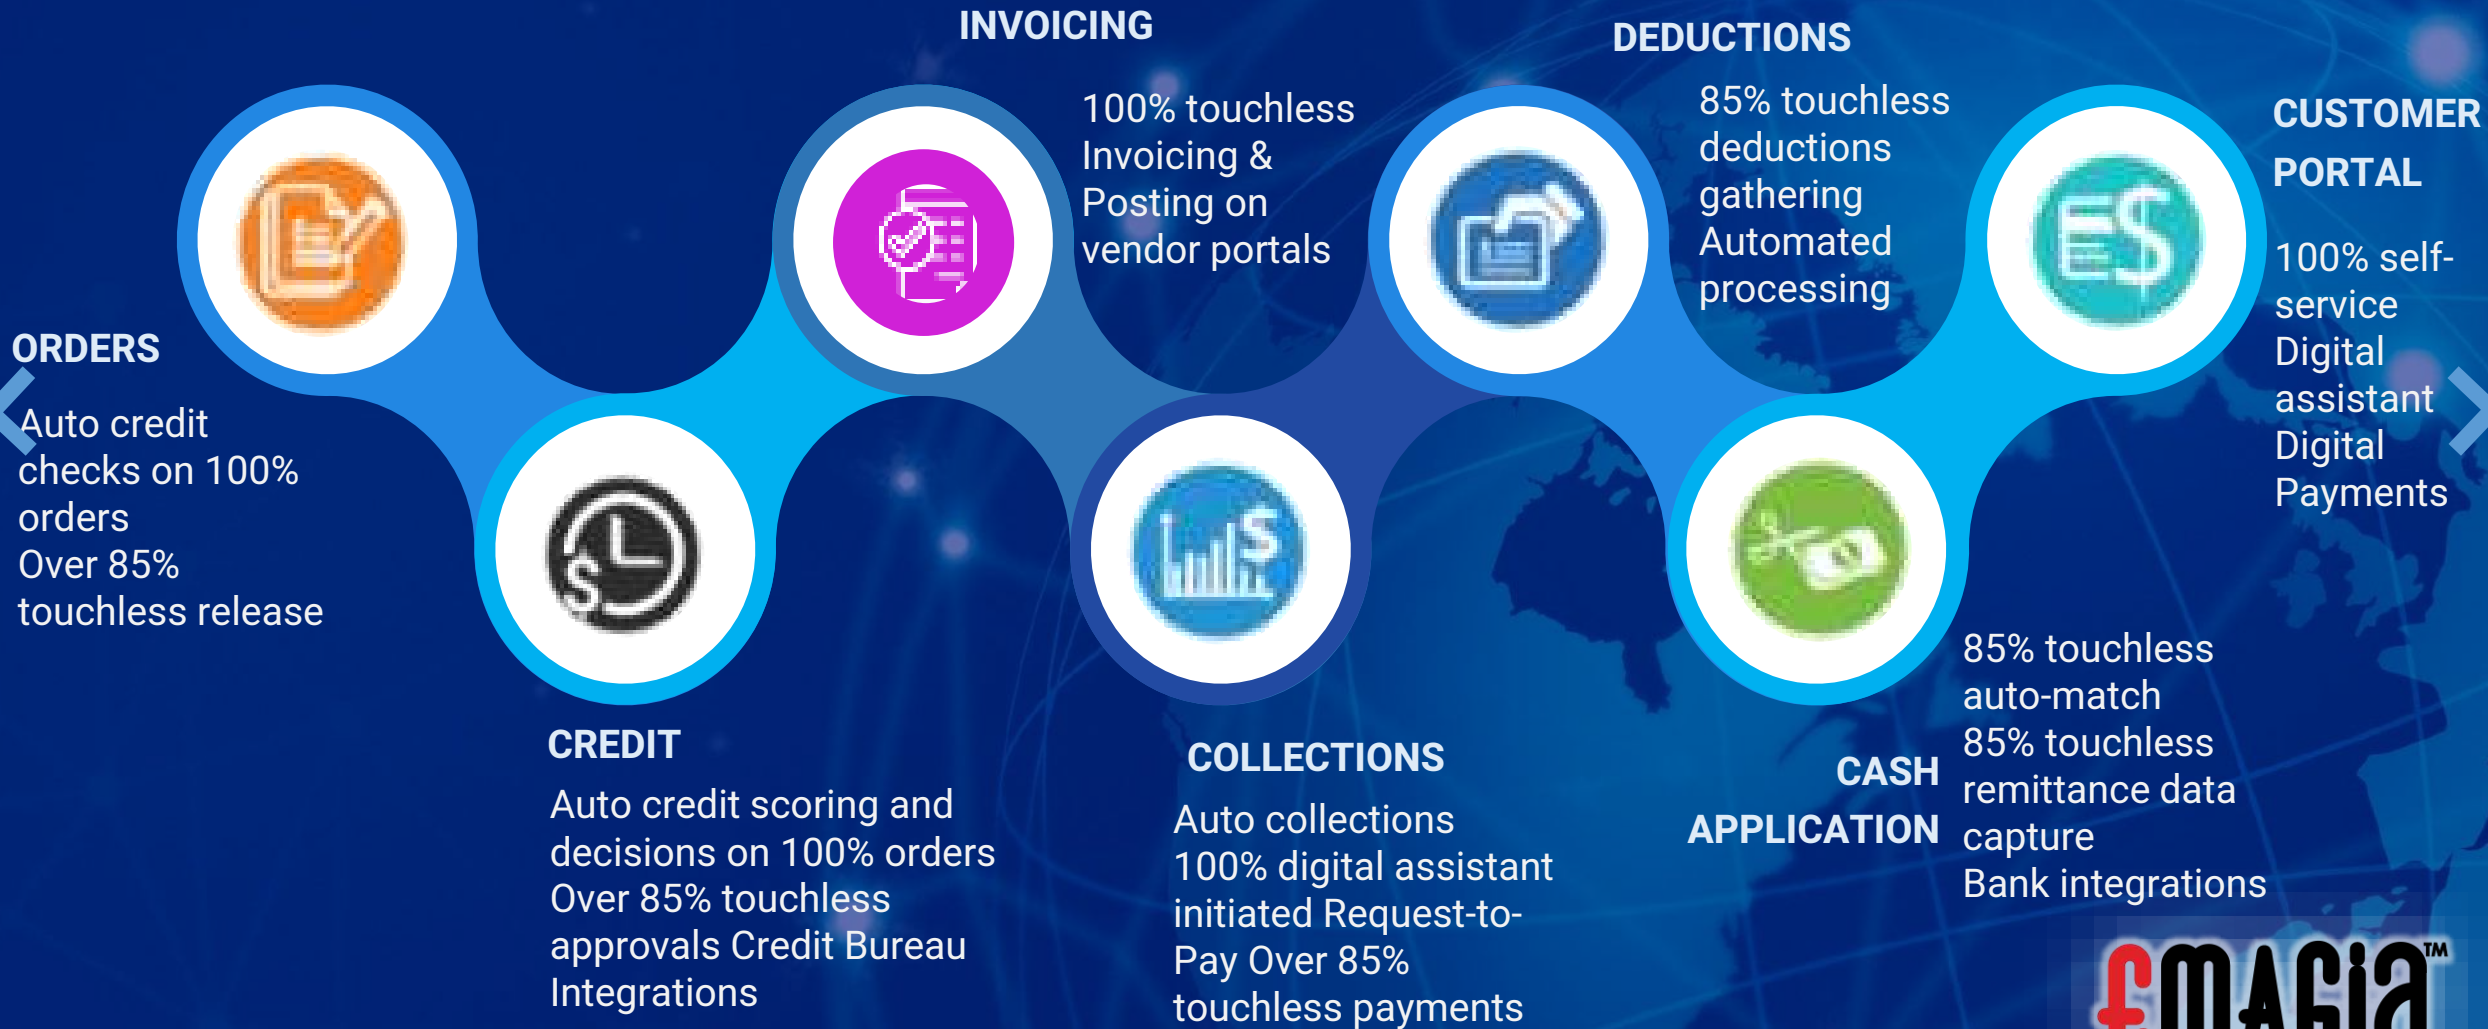 ORDERS
Auto credit
checks on 100%
orders
Over 85%
touchless release
CREDIT
Auto credit scoring and
decisions on 100% orders
Over 85% touchless
approvals Credit Bureau
Integrations
INVOICING
100% touchless
Invoicing &
Posting on
vendor portals
COLLECTIONS
Auto collections
100% digital assistant
initiated Request-to-
Pay Over 85%
touchless payments
DEDUCTIONS
85% touchless
deductions
gathering
Automated
processing
CASH
APPLICATION
85% touchless
auto-match
85% touchless
remittance data
capture
Bank integrations
CUSTOMER
PORTAL
100% self-
service
Digital
assistant
Digital
Payments
emagia™